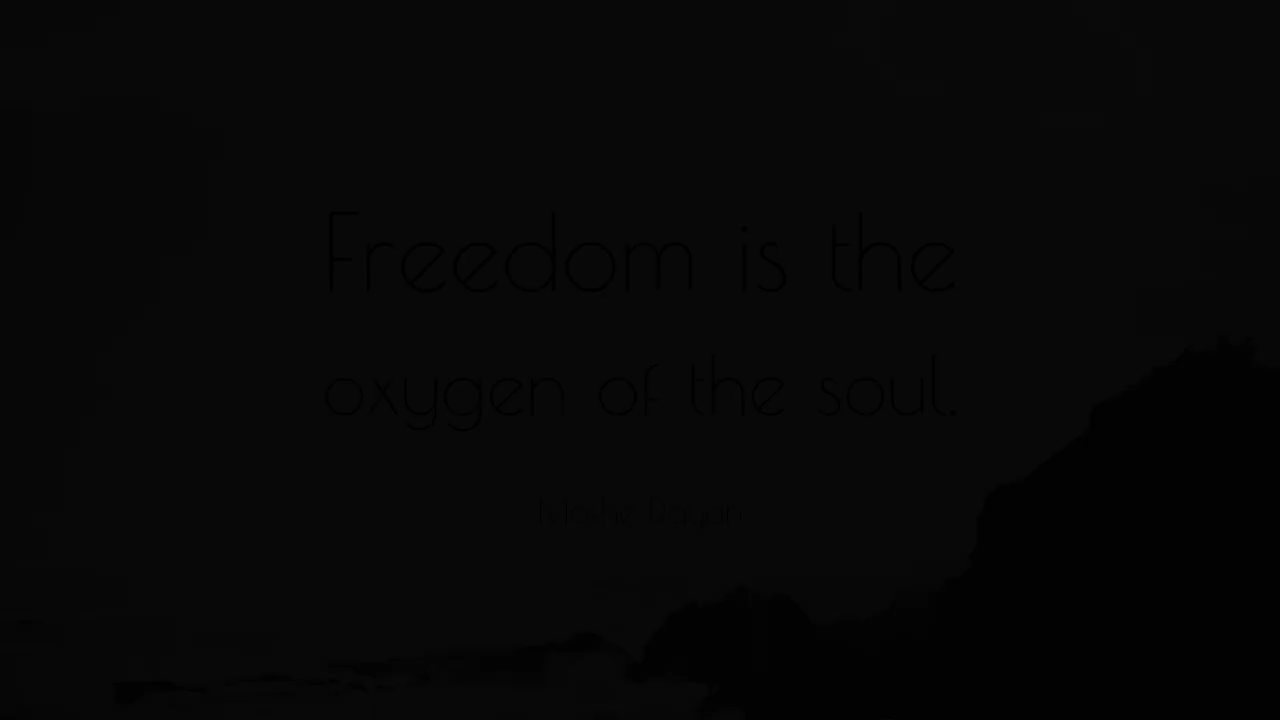 Freedom is the
oxygen of the soul.
Moshe Dayan